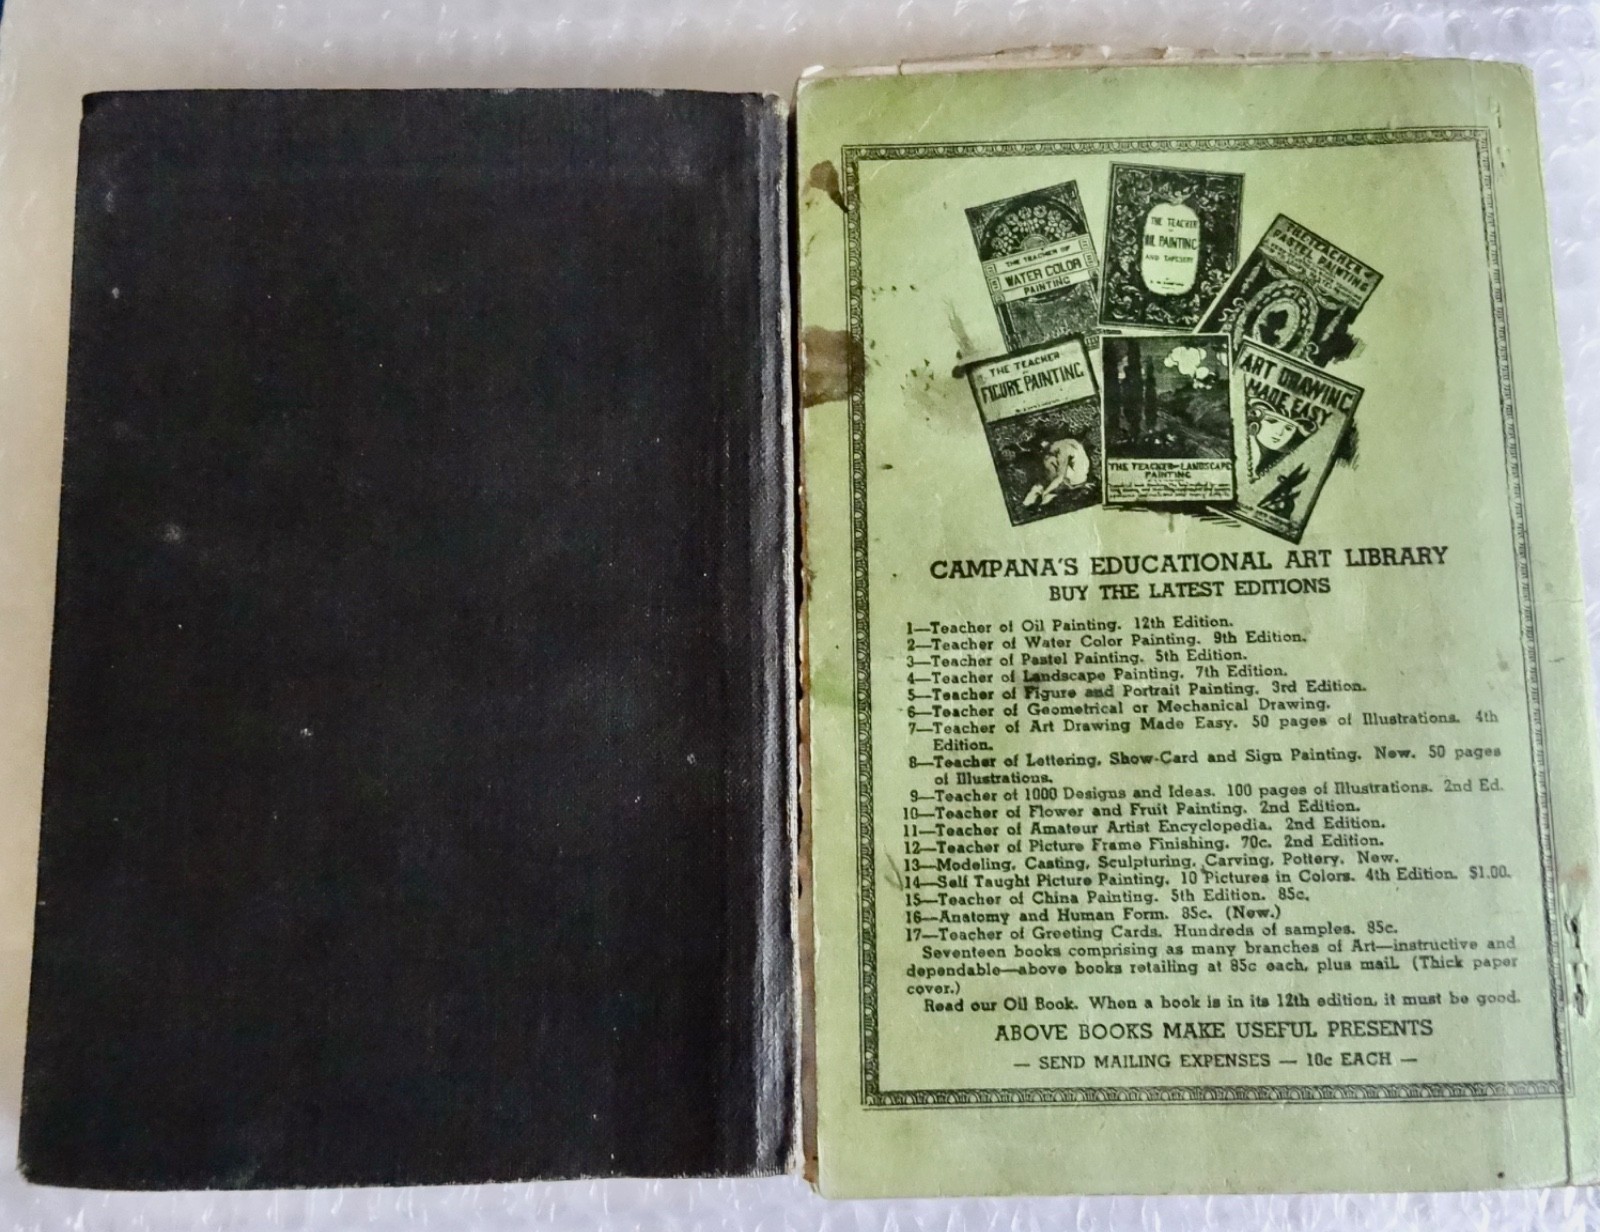 THE TEACHER OF
WATER COLOR
PAINTING
THE TEACHER
OIL PAINTING
AND TAPESTRY
THE TEACHER of
PASTEL PAINTING
THE TEACHER
FIGURE PAINTING
THE TEACHER of LANDSCAPE
PAINTING
ART DRAWING
MADE EASY
CAMPANA'S EDUCATIONAL ART LIBRARY
BUY THE LATEST EDITIONS
1—Teacher of Oil Painting. 12th Edition.
2—Teacher of Water Color Painting. 9th Edition.
3—Teacher of Pastel Painting. 5th Edition.
4—Teacher of Landscape Painting. 7th Edition.
5—Teacher of Figure and Portrait Painting. 3rd Edition.
6—Teacher of Geometrical or Mechanical Drawing.
7—Teacher of Art Drawing Made Easy. 50 pages of Illustrations. 4th
Edition.
8—Teacher of Lettering, Show-Card and Sign Painting. New. 50 pages
of Illustrations.
9—Teacher of 1000 Designs and Ideas. 100 pages of Illustrations. 2nd Ed.
10—Teacher of Flower and Fruit Painting. 2nd Edition.
11—Teacher of Amateur Artist Encyclopedia. 2nd Edition.
12—Teacher of Picture Frame Finishing. 70c. 2nd Edition.
13—Modeling, Casting, Sculpturing, Carving, Pottery. New.
14—Self Taught Picture Painting. 10 Pictures in Colors. 4th Edition. $1.00.
15—Teacher of China Painting. 5th Edition. 85c.
16—Anatomy and Human Form. 85c. (New.)
17—Teacher of Greeting Cards. Hundreds of samples. 85c.
Seventeen books comprising as many branches of Art—instructive and
dependable—above books retailing at 85c each, plus mail. (Thick paper
cover.)
Read our Oil Book. When a book is in its 12th edition, it must be good.
ABOVE BOOKS MAKE USEFUL PRESENTS
— SEND MAILING EXPENSES — 10c EACH —